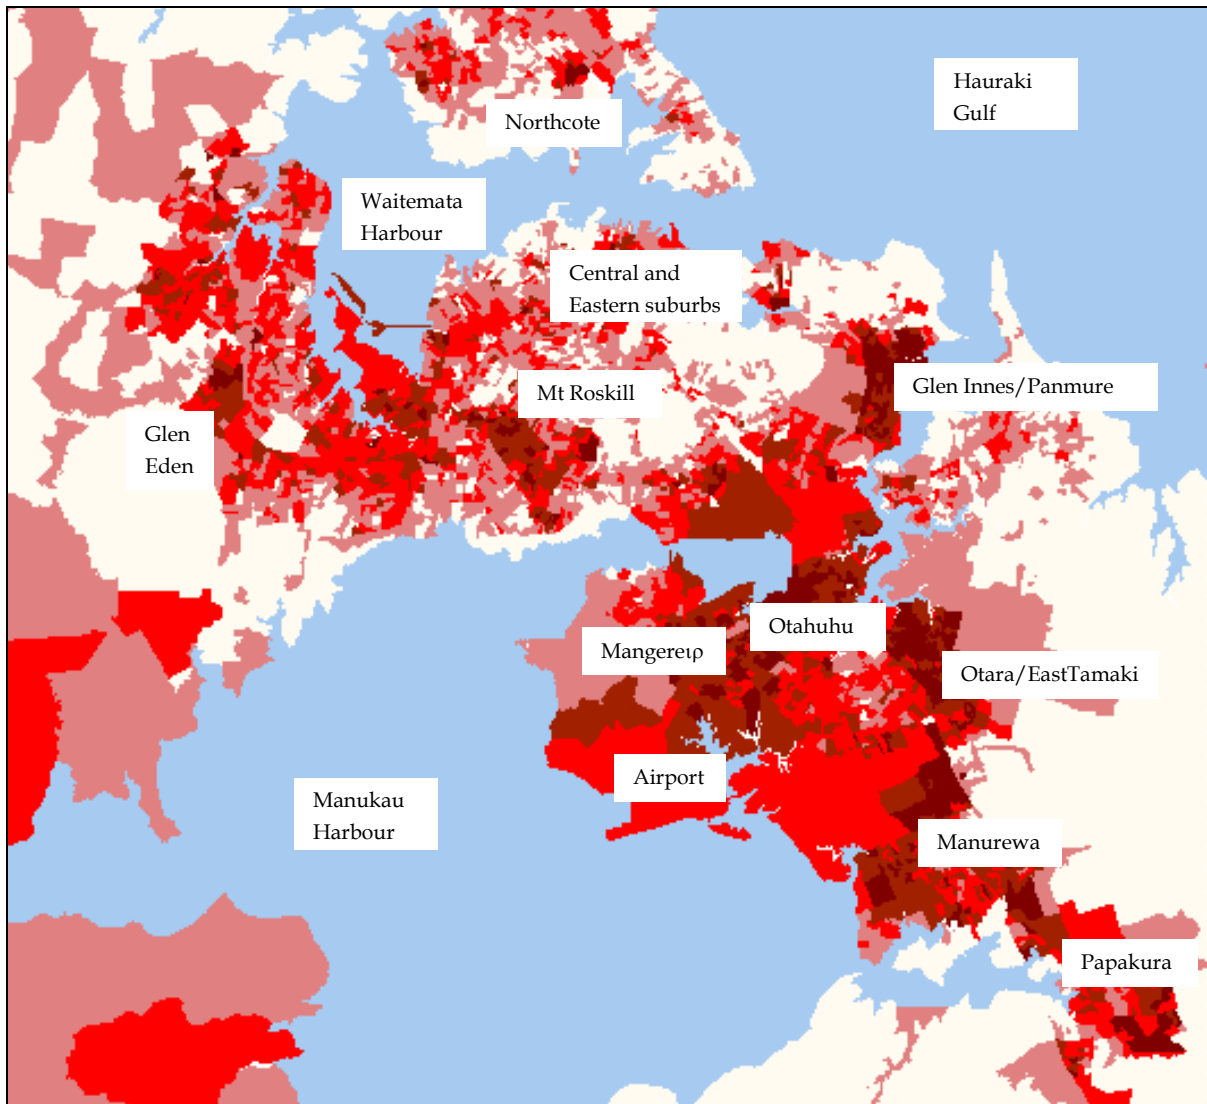 Hauraki
Gulf
Northcote
Waitemata
Harbour
Central and
Eastern suburbs
Glen Innes/Panmure
Mt Roskill
Glen
Eden
Otahuhu
Mangereιρ
Otara/EastTamaki
Airport
Manukau
Harbour
Manurewa
Papakura